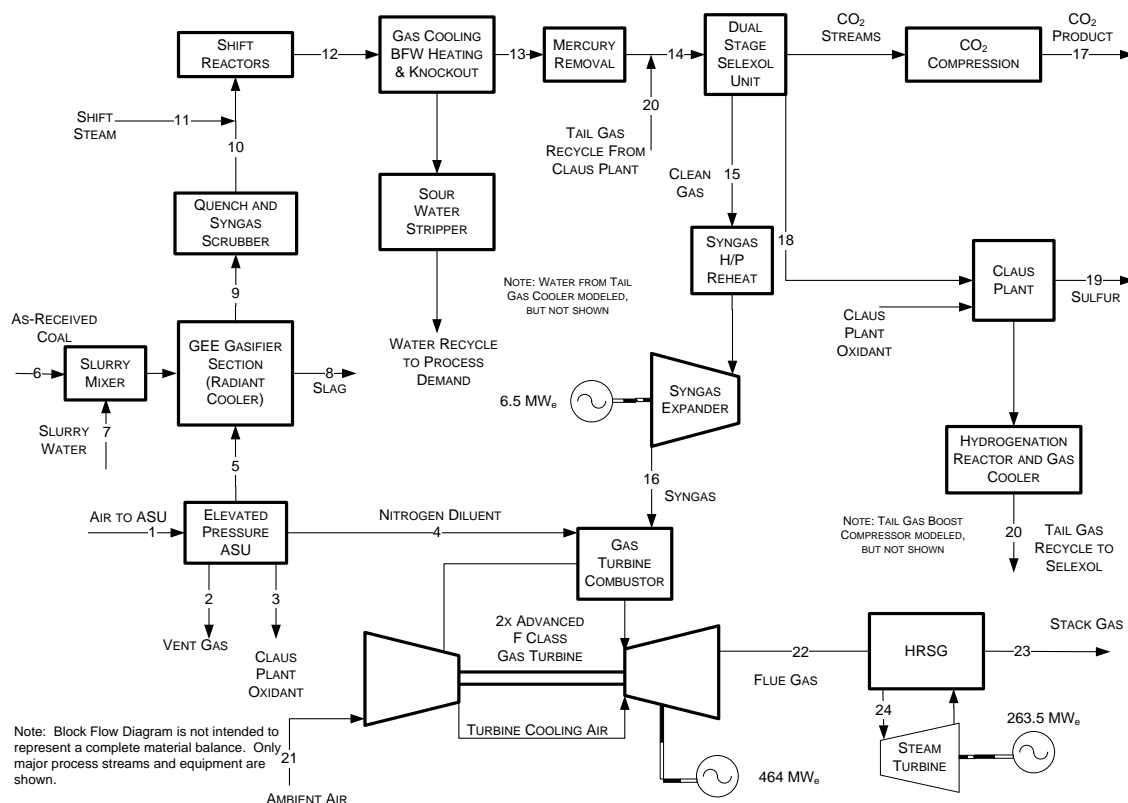 SHIFT
REACTORS
12
GAS COOLING
BFW HEATING
& KNOCKOUT
13
MERCURY
REMOVAL
14
DUAL
STAGE
SELEXOL
UNIT
CO2
STREAMS
CO2
COMPRESSION
CO2
PRODUCT
17
SHIFT
STEAM
11
10
20
TAIL GAS
RECYCLE FROM
CLAUS PLANT
CLEAN
GAS
15
QUENCH AND
SYNGAS
SCRUBBER
SOUR
WATER
STRIPPER
SYNGAS
H/P
REHEAT
18
CLAUS
PLANT
19
SULFUR
9
NOTE: WATER FROM TAIL
GAS COOLER MODELED,
BUT NOT SHOWN
CLAUS
PLANT
OXIDANT
AS-RECEIVED
COAL
6
SLURRY
MIXER
GEE GASIFIER
SECTION
(RADIANT
COOLER)
8
SLAG
WATER RECYCLE
TO PROCESS
DEMAND
7
SLURRY
WATER
6.5 MWe
SYNGAS
EXPANDER
5
16
SYNGAS
HYDROGENATION
REACTOR AND GAS
COOLER
AIR TO ASU
1
ELEVATED
PRESSURE
ASU
NITROGEN DILUENT
4
GAS
TURBINE
COMBUSTOR
NOTE: TAIL GAS BOOST
COMPRESSOR MODELED,
BUT NOT SHOWN
20
TAIL GAS
RECYCLE TO
SELEXOL
2
3
VENT GAS
CLAUS
PLANT
OXIDANT
2X ADVANCED
F CLASS
GAS TURBINE
22
FLUE GAS
HRSG
STACK GAS
23
24
Note: Block Flow Diagram is not intended to
represent a complete material balance. Only
major process streams and equipment are
shown.
21
AMBIENT AIR
TURBINE COOLING AIR
464 MWe
STEAM
TURBINE
263.5 MWe